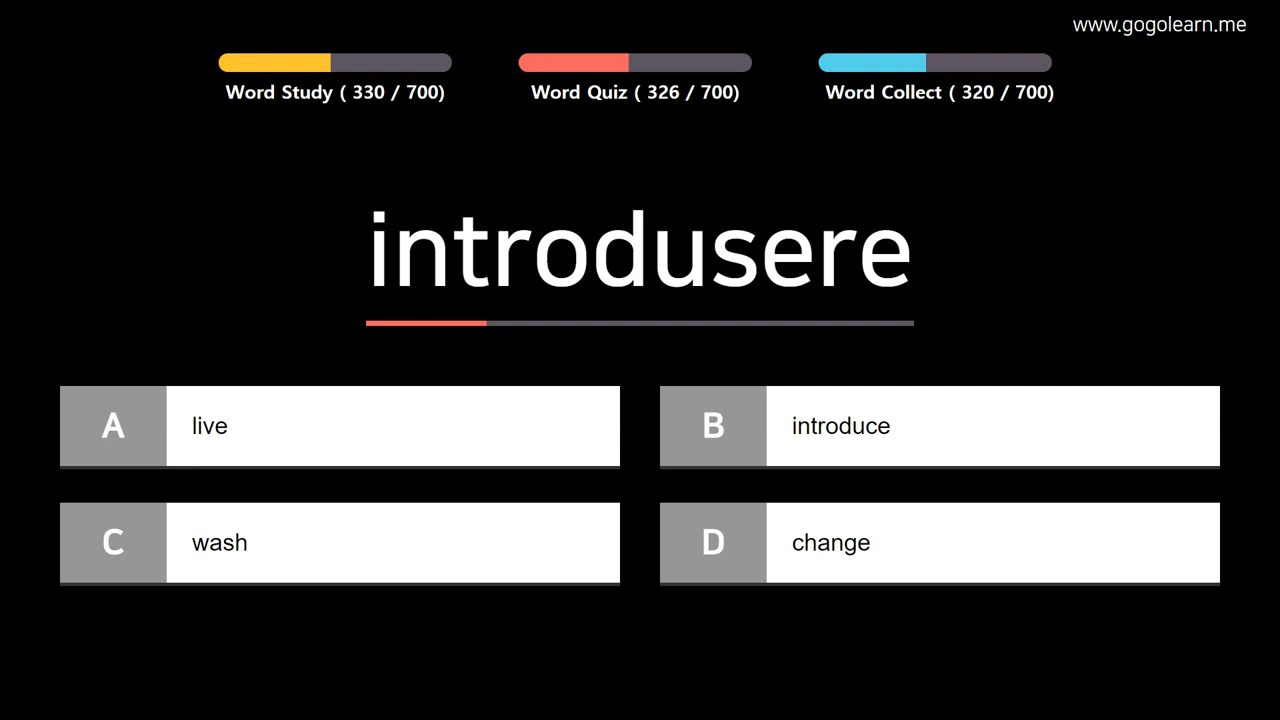 www.gogolearn.me
Word Study ( 330 / 700)
Word Quiz ( 326 / 700)
Word Collect ( 320 / 700)
introdusere
A live
B introduce
C wash
D change